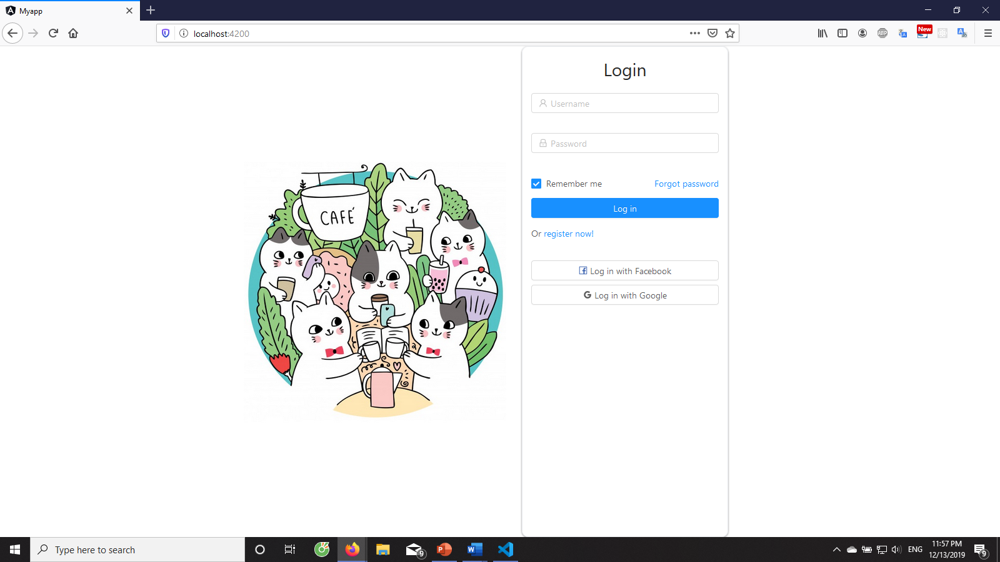 Myapp
localhost:4200
New
Login
Username
Password
Remember me
Forgot password
Log in
Or register now!
Log in with Facebook
Log in with Google
CAFÉ
Type here to search
9
ENG
11:57 PM
12/13/2019
9
ABP